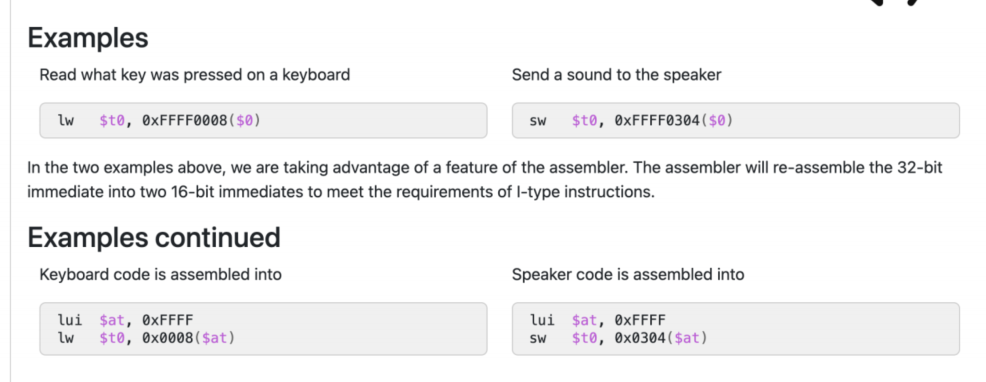 Examples
Read what key was pressed on a keyboard
lw $t0, 0xFFFF0008($0)
Send a sound to the speaker
sw $t0, 0xFFFF0304($0)
In the two examples above, we are taking advantage of a feature of the assembler. The assembler will re-assemble the 32-bit
immediate into two 16-bit immediates to meet the requirements of I-type instructions.
Examples continued
Keyboard code is assembled into
lui $at, 0xFFFF
lw $t0, 0x0008($at)
Speaker code is assembled into
lui $at, 0xFFFF
sw $t0, 0x0304($at)